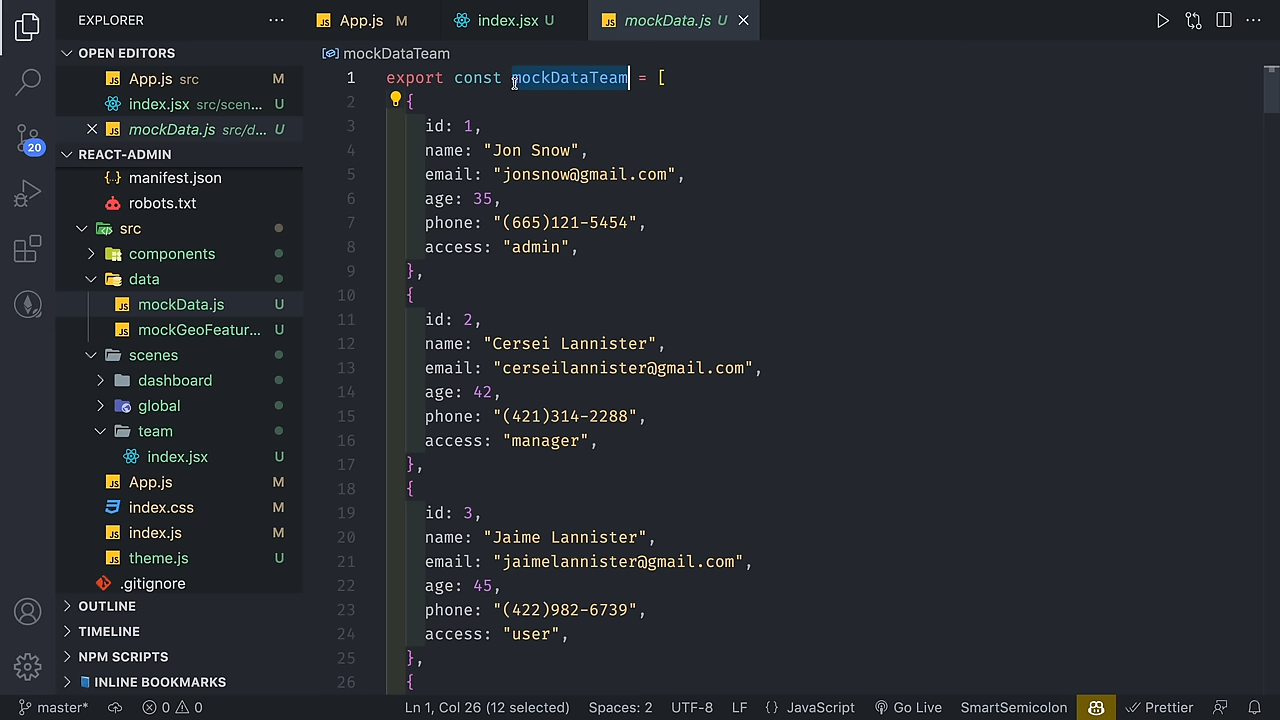 EXPLORER
OPEN EDITORS
App.js src M
index.jsx src/scen... U
mockData.js src/d... U
20
REACT-ADMIN
manifest.json
robots.txt
src
components
data
mockData.js U
mockGeoFeatur... U
scenes
dashboard
global
team
index.jsx U
App.js M
index.css M
index.js M
theme.js U
.gitignore
OUTLINE
TIMELINE
NPM SCRIPTS
INLINE BOOKMARKS
App.js M
index.jsx U
mockData.js U
mockDataTeam
1 export const mockDataTeam = [
2 {
3 id: 1,
4 name: "Jon Snow",
5 email: "jonsnow@gmail.com",
6 age: 35,
7 phone: "(665)121-5454",
8 access: "admin",
9 },
10 {
11 id: 2,
12 name: "Cersei Lannister",
13 email: "cerseilannister@gmail.com",
14 age: 42,
15 phone: "(421)314-2288",
16 access: "manager",
17 },
18 {
19 id: 3,
20 name: "Jaime Lannister",
21 email: "jaimelannister@gmail.com",
22 age: 45,
23 phone: "(422)982-6739",
24 access: "user",
25 },
26 {
master* 0 0 Ln 1, Col 26 (12 selected) Spaces: 2 UTF-8 LF {} JavaScript Go Live SmartSemicolon Prettier